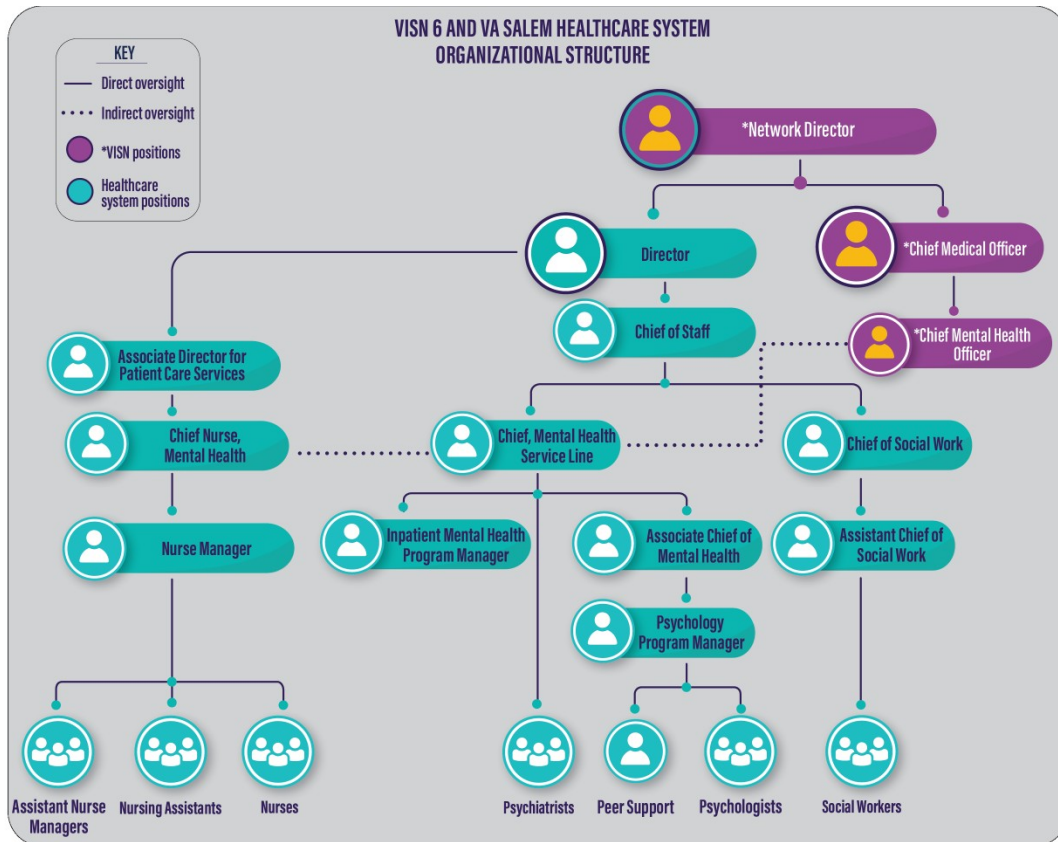 VISN 6 AND VA SALEM HEALTHCARE SYSTEM
ORGANIZATIONAL STRUCTURE
KEY
Direct oversight
Indirect oversight
*VISN positions
Healthcare
system positions
*Network Director
Director
*Chief Medical Officer
Chief of Staff
*Chief Mental Health
Officer
Associate Director for
Patient Care Services
Chief Nurse,
Mental Health
Chief, Mental Health
Service Line
Chief of Social Work
Nurse Manager
Inpatient Mental Health
Program Manager
Associate Chief of
Mental Health
Assistant Chief of
Social Work
Psychology
Program Manager
Assistant Nurse
Managers
Nursing Assistants
Nurses
Psychiatrists
Peer Support
Psychologists
Social Workers